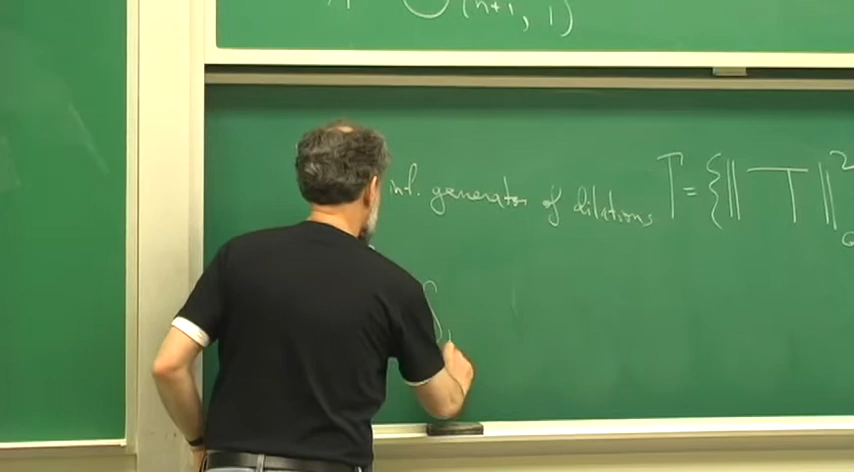 (n+1, 1)
inf. generator of dilations Γ = {‖ T ‖²